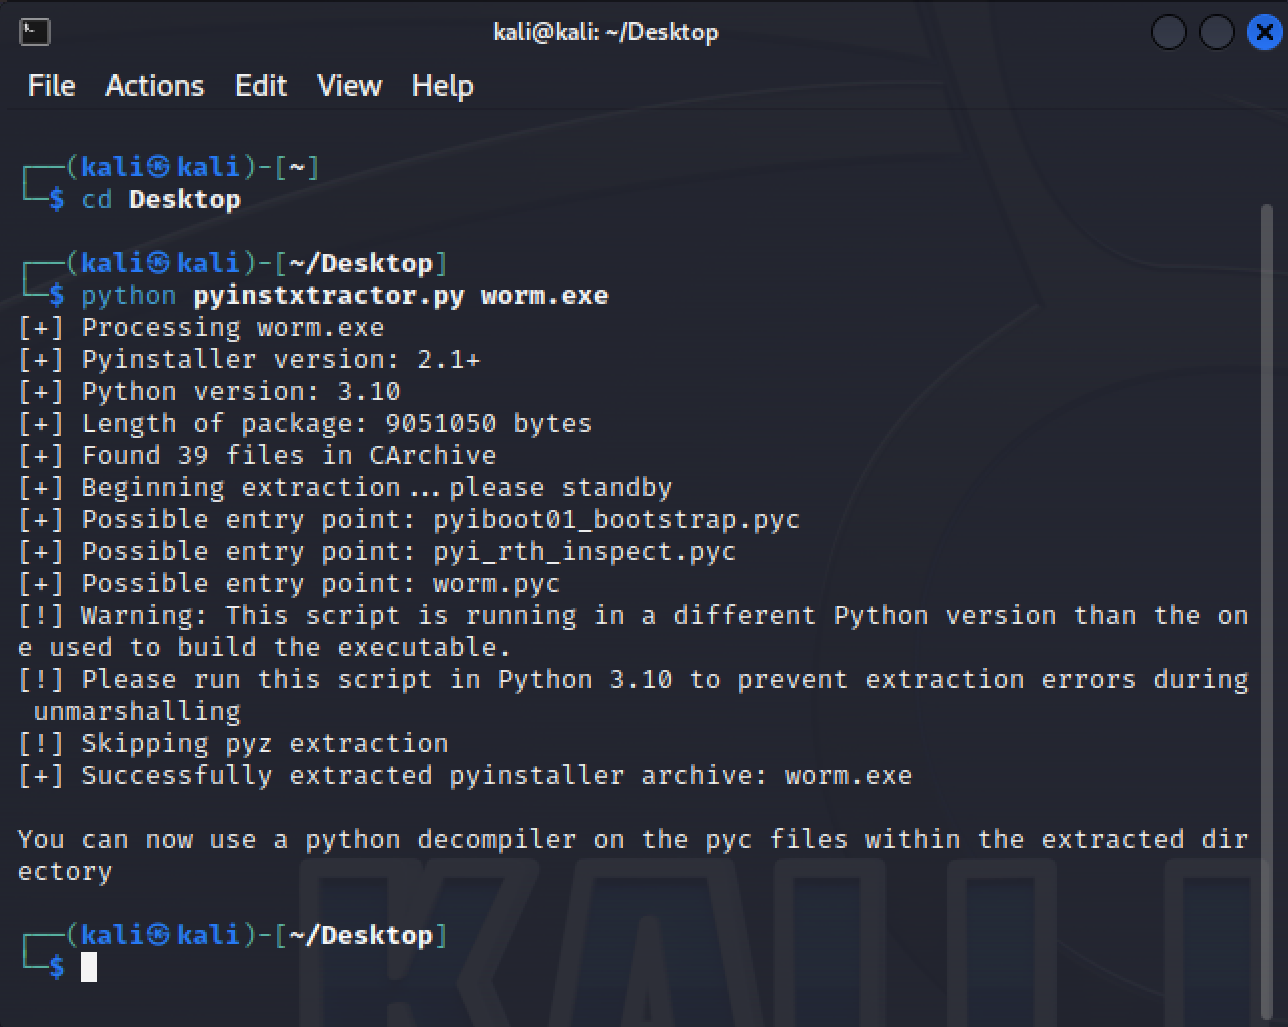 kali@kali: ~/Desktop
File Actions Edit View Help
┌──(kali㉿kali)-[~]
└─$ cd Desktop
┌──(kali㉿kali)-[~/Desktop]
└─$ python pyinstxtractor.py worm.exe
[+] Processing worm.exe
[+] Pyinstaller version: 2.1+
[+] Python version: 3.10
[+] Length of package: 9051050 bytes
[+] Found 39 files in CArchive
[+] Beginning extraction...please standby
[+] Possible entry point: pyiboot01_bootstrap.pyc
[+] Possible entry point: pyi_rth_inspect.pyc
[+] Possible entry point: worm.pyc
[!] Warning: This script is running in a different Python version than the on
e used to build the executable.
[!] Please run this script in Python 3.10 to prevent extraction errors during
unmarshalling
[!] Skipping pyz extraction
[+] Successfully extracted pyinstaller archive: worm.exe
You can now use a python decompiler on the pyc files within the extracted dir
ectory
┌──(kali㉿kali)-[~/Desktop]
└─$
KALI